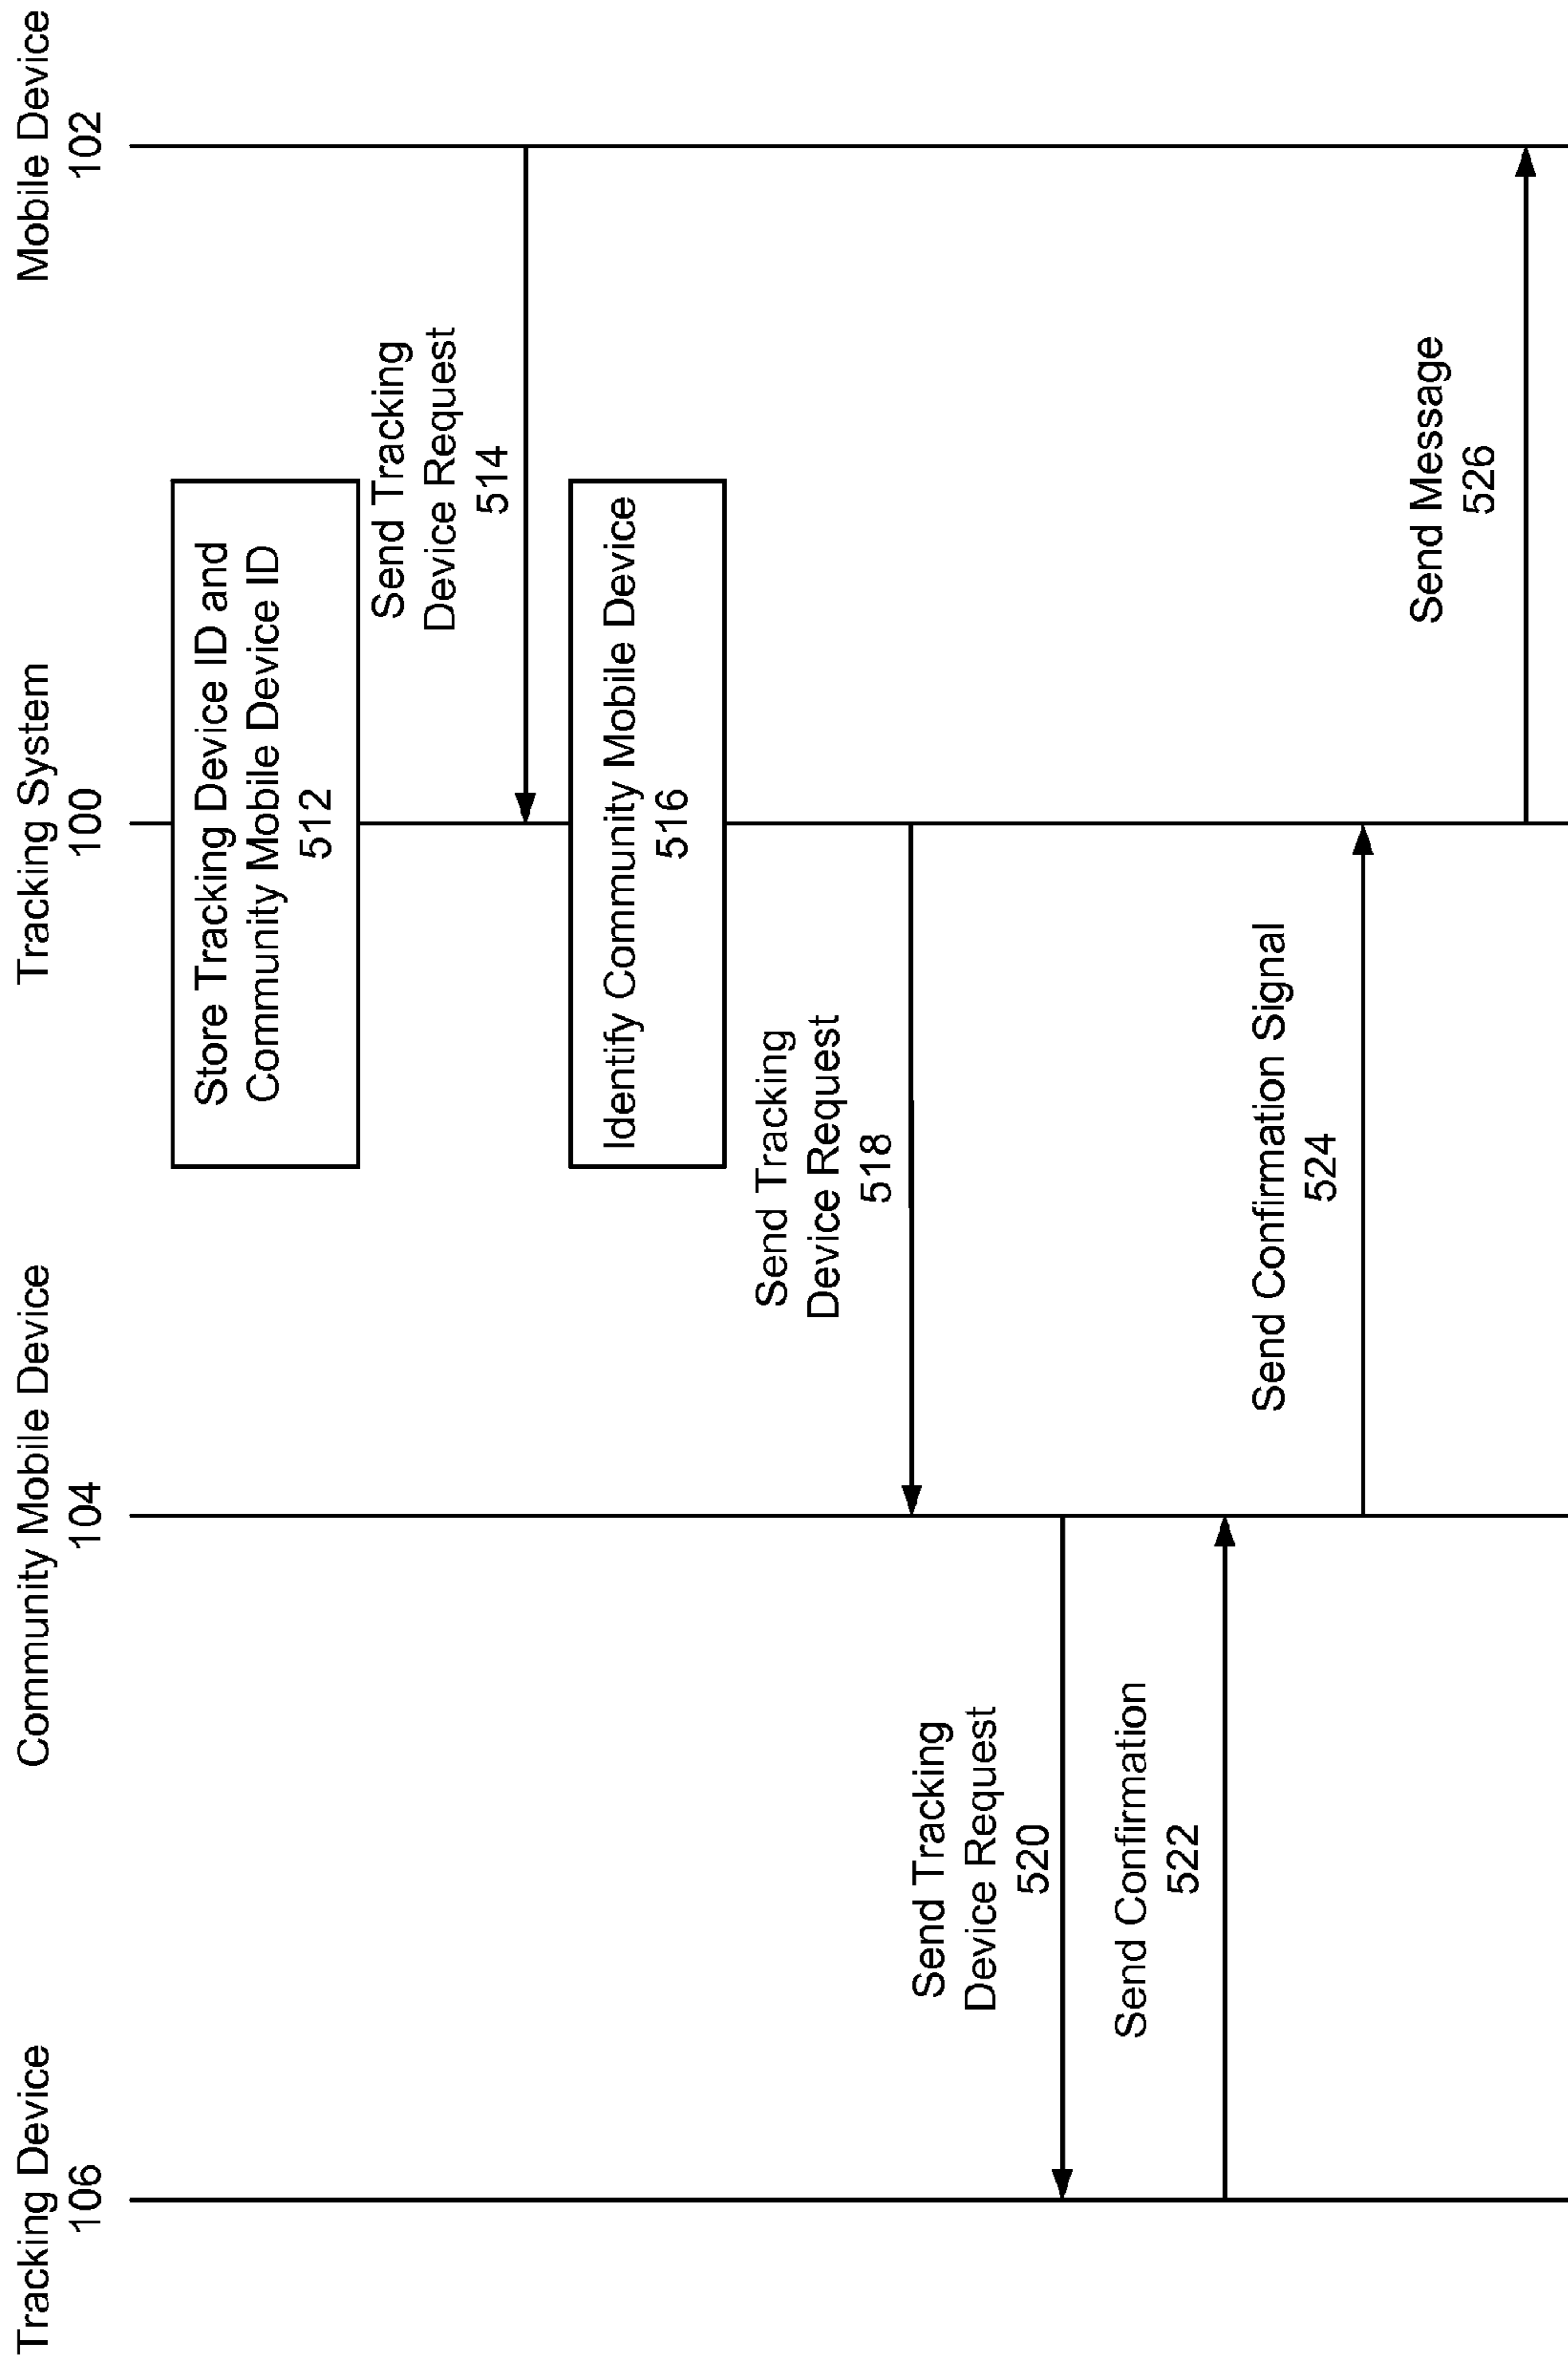 Tracking Device
106
Community Mobile Device
104
Tracking System
100
Mobile Device
102
Store Tracking Device ID and
Community Mobile Device ID
512
Send Tracking
Device Request
514
Identify Community Mobile Device
516
Send Tracking
Device Request
518
Send Tracking
Device Request
520
Send Confirmation
522
Send Confirmation Signal
524
Send Message
526